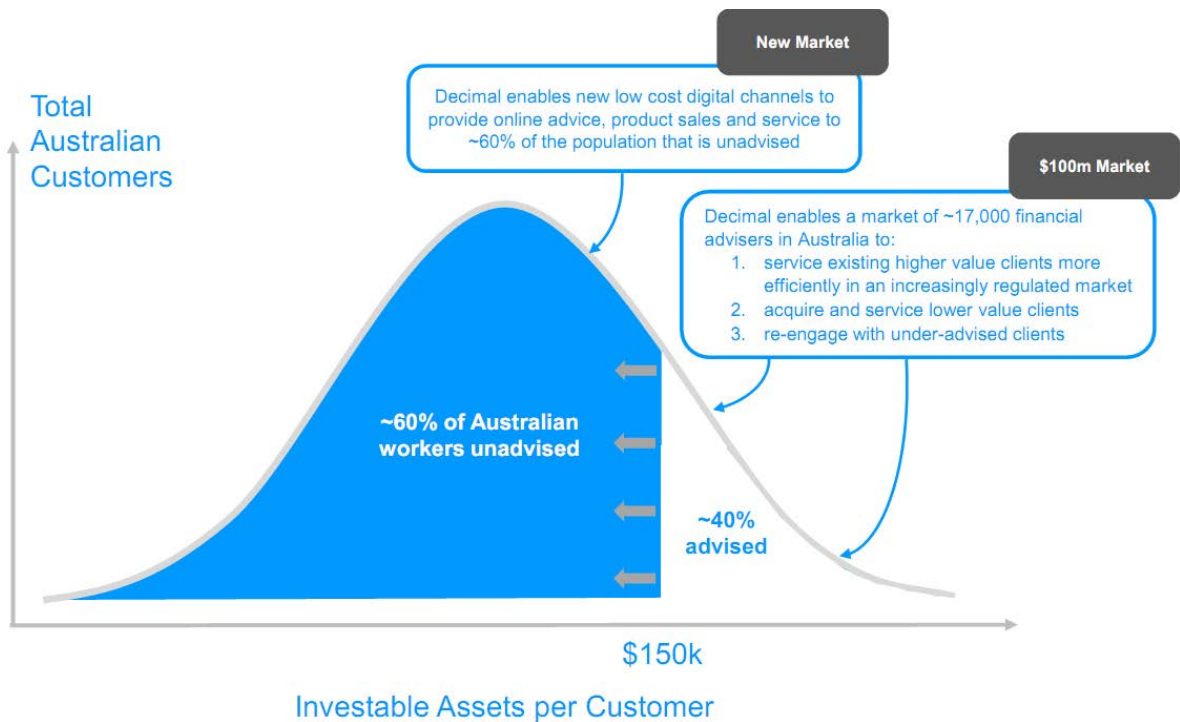 New Market
Decimal enables new low cost digital channels to
provide online advice, product sales and service to
~60% of the population that is unadvised
Total
Australian
Customers
$100m Market
Decimal enables a market of ~17,000 financial
advisers in Australia to:
1. service existing higher value clients more
efficiently in an increasingly regulated market
2. acquire and service lower value clients
3. re-engage with under-advised clients
~60% of Australian
workers unadvised
~40%
advised
$150k
Investable Assets per Customer